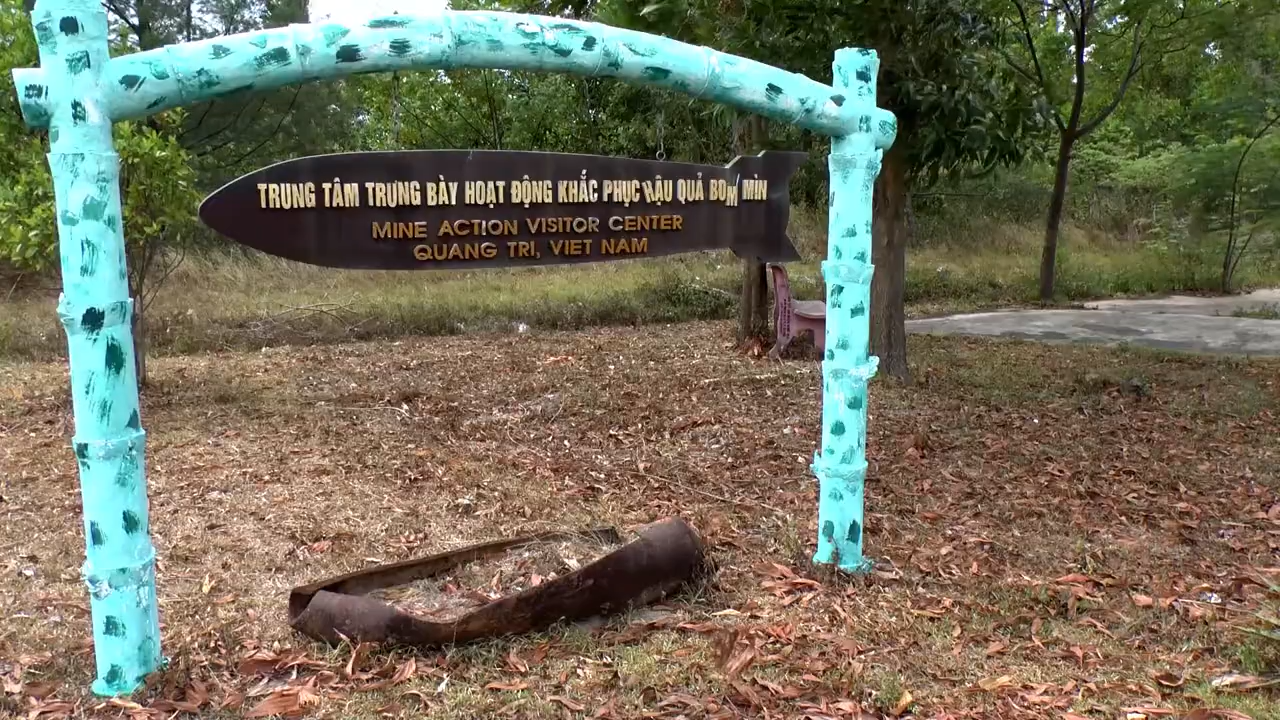 TRUNG TÂM TRƯNG BÀY HOẠT ĐỘNG KHẮC PHỤC HẬU QUẢ BOM MÌN
MINE ACTION VISITOR CENTER
QUANG TRI, VIET NAM